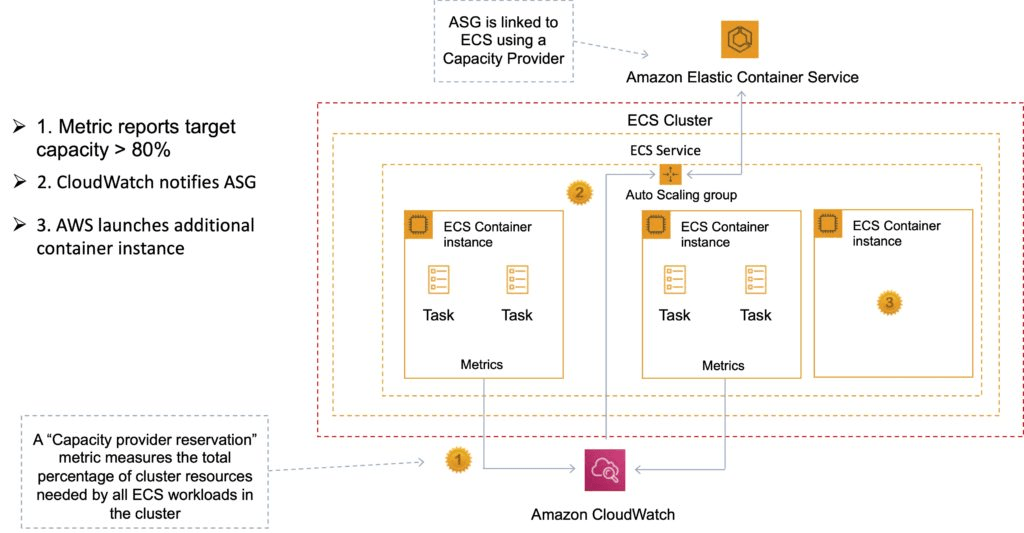 ASG is linked to
ECS using a
Capacity Provider
Amazon Elastic Container Service
➢ 1. Metric reports target
capacity > 80%
➢ 2. CloudWatch notifies ASG
➢ 3. AWS launches additional
container instance
ECS Cluster
ECS Service
2
Auto Scaling group
ECS Container
instance
Task
Task
Metrics
ECS Container
instance
Task
Task
Metrics
ECS Container
instance
3
A “Capacity provider reservation”
metric measures the total
percentage of cluster resources
needed by all ECS workloads in
the cluster
1
Amazon CloudWatch